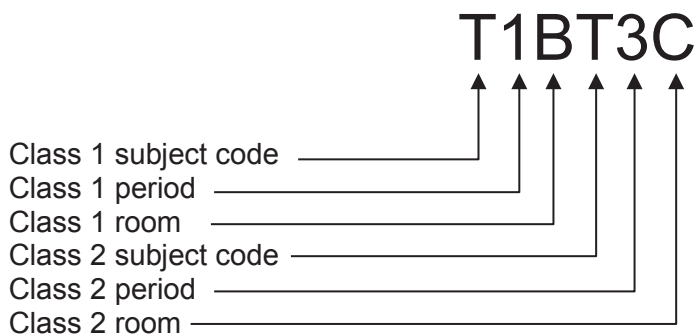 T1BT3C
Class 1 subject code
Class 1 period
Class 1 room
Class 2 subject code
Class 2 period
Class 2 room